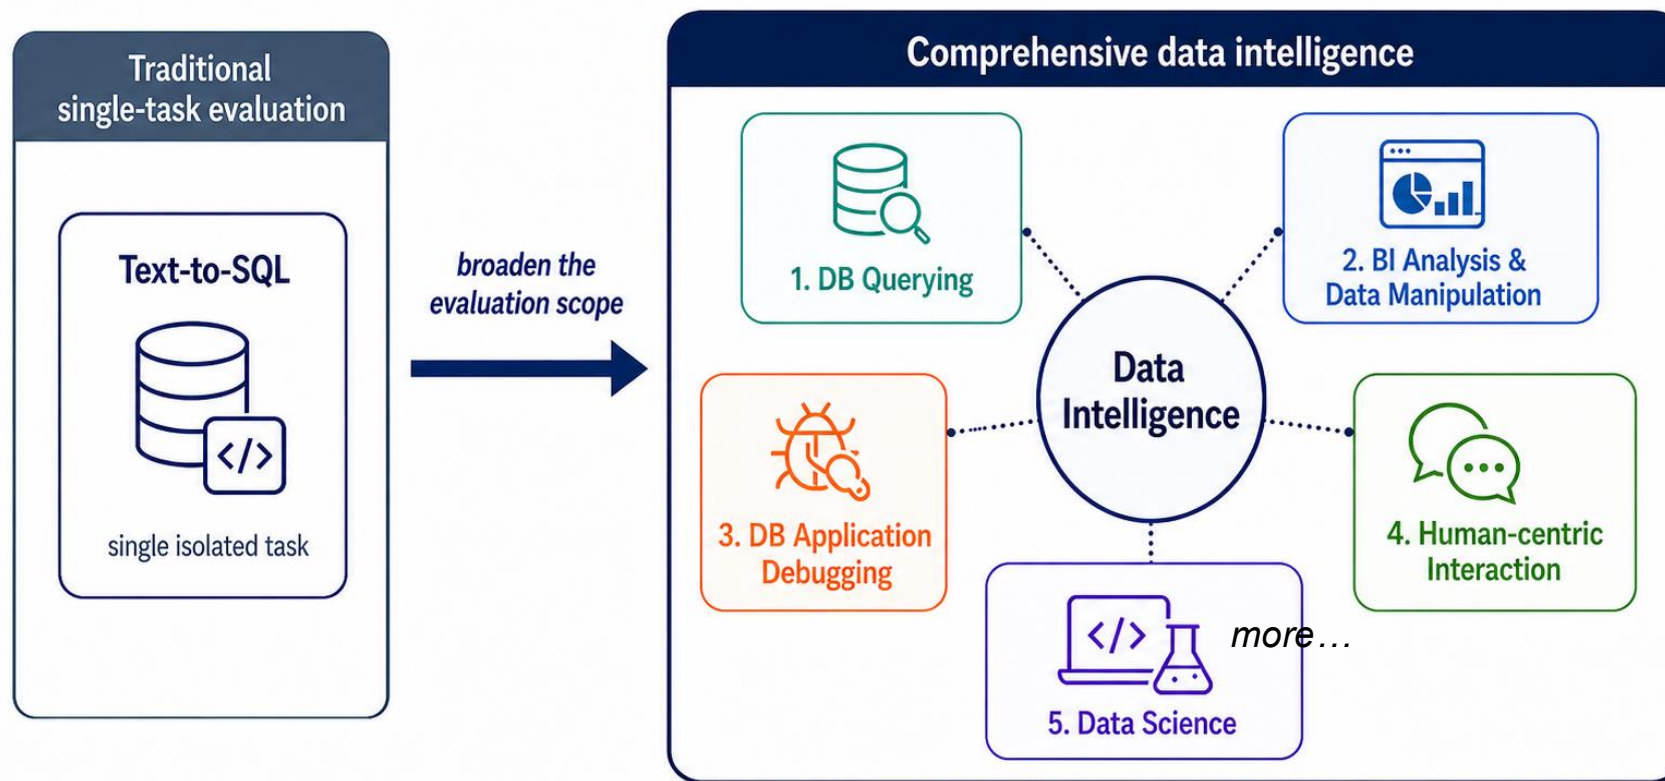 Traditional
single-task evaluation
Text-to-SQL
</>
single isolated task
broaden the
evaluation scope
Comprehensive data intelligence
1. DB Querying
2. BI Analysis &
Data Manipulation
Data
Intelligence
3. DB Application
Debugging
4. Human-centric
Interaction
</>
more...
5. Data Science